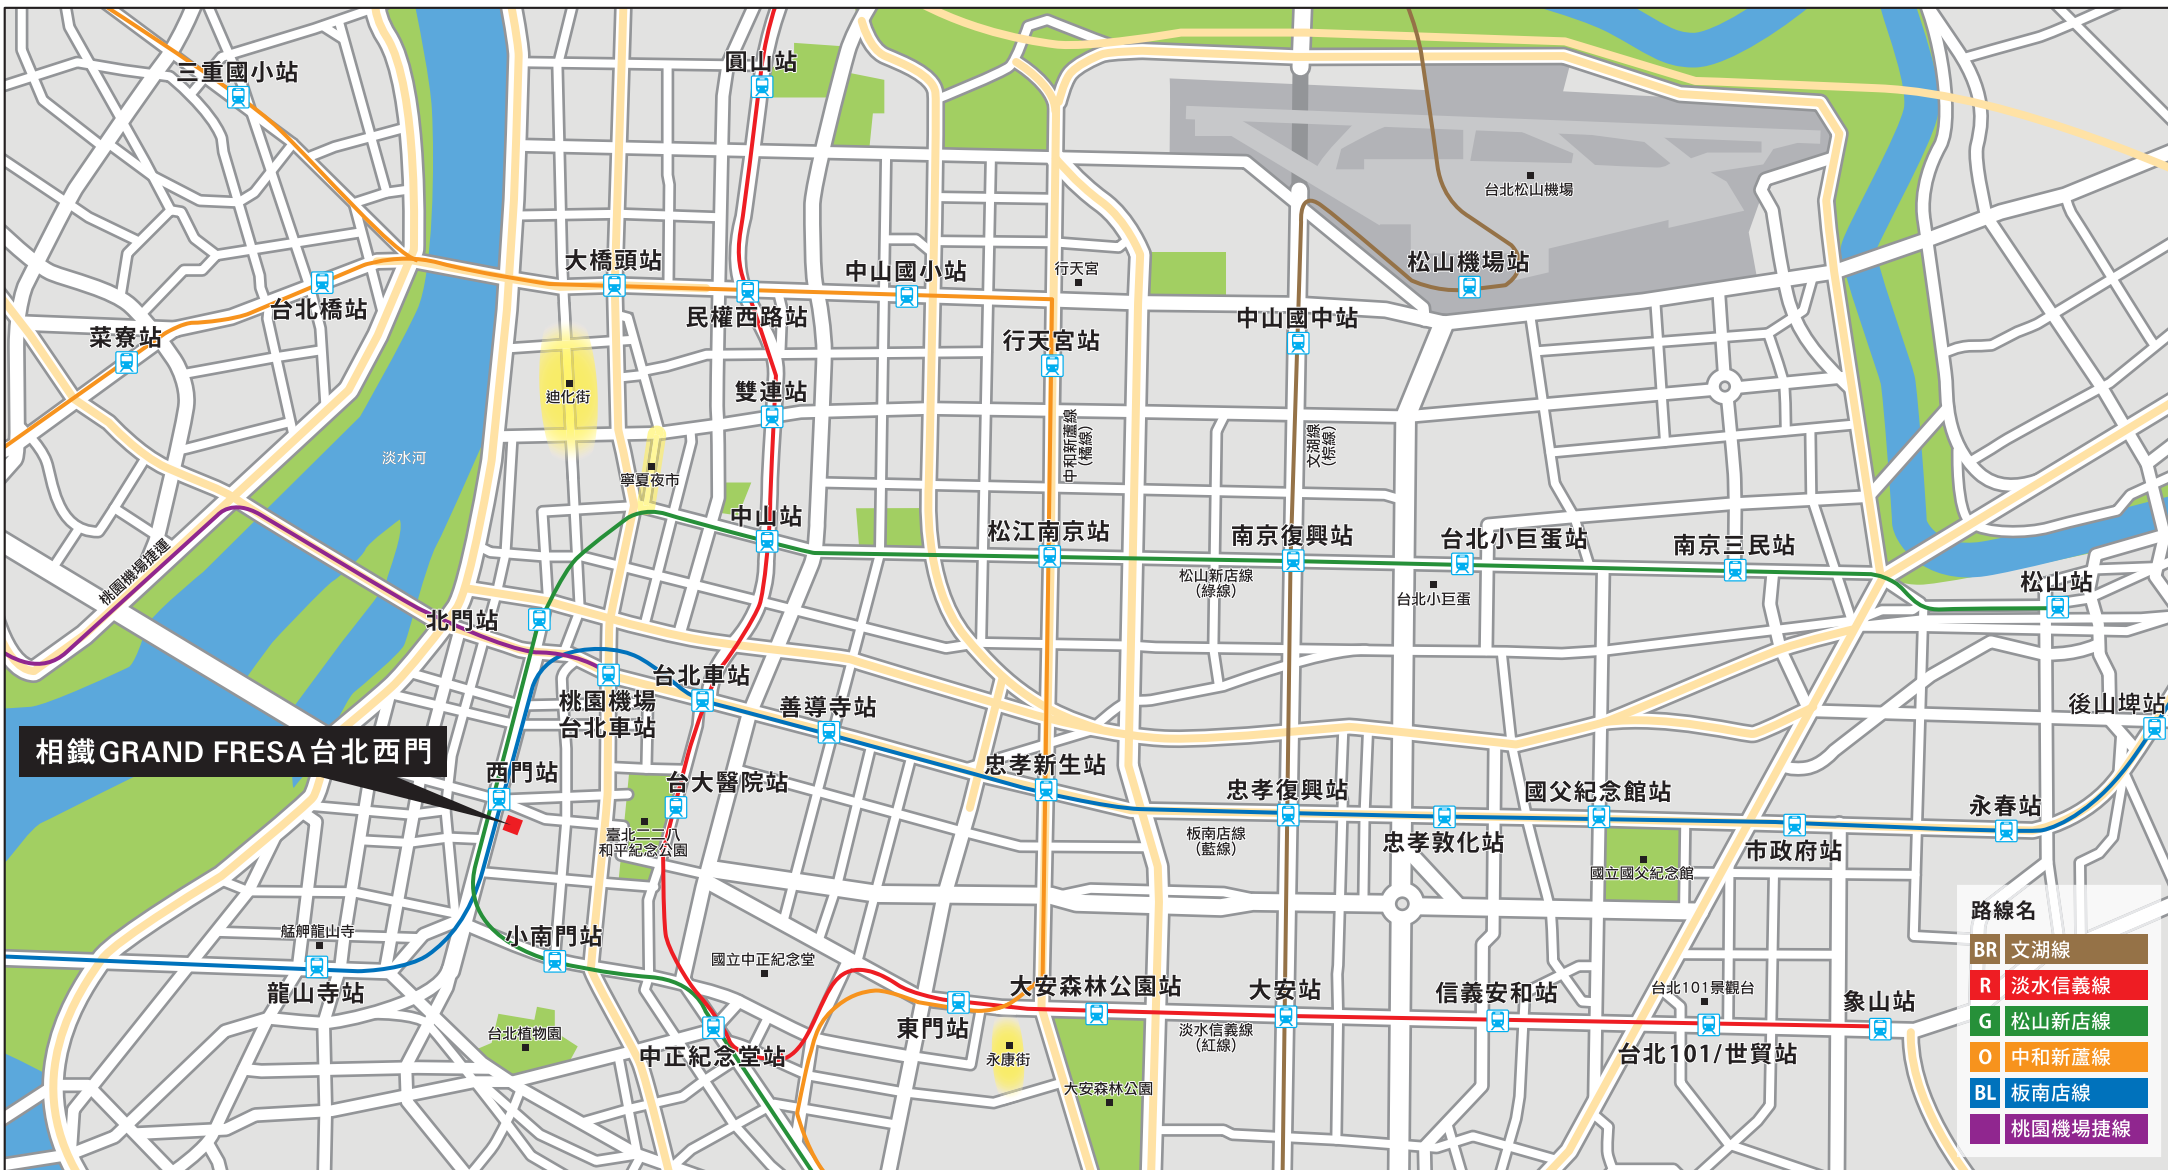 三重國小站
圓山站
台北松山機場
大橋頭站
中山國小站
行天宮
松山機場站
台北橋站
民權西路站
中山國中站
菜寮站
行天宮站
迪化街
雙連站
中和新蘆線
(橘線)
文湖線
(棕線)
淡水河
寧夏夜市
中山站
松江南京站
南京復興站
台北小巨蛋站
南京三民站
桃園機場捷運
松山新店線
(綠線)
台北小巨蛋
松山站
北門站
台北車站
桃園機場
台北車站
善導寺站
後山埤站
相鐵GRAND FRESA台北西門
西門站
台大醫院站
忠孝新生站
忠孝復興站
國父紀念館站
永春站
臺北二二八
和平紀念公園
板南店線
(藍線)
忠孝敦化站
市政府站
國立國父紀念館
艋舺龍山寺
小南門站
國立中正紀念堂
龍山寺站
大安森林公園站
大安站
信義安和站
台北101景觀台
象山站
台北植物園
中正紀念堂站
東門站
永康街
淡水信義線
(紅線)
台北101/世貿站
大安森林公園
路線名
BR 文湖線
R 淡水信義線
G 松山新店線
O 中和新蘆線
BL 板南店線
桃園機場捷線